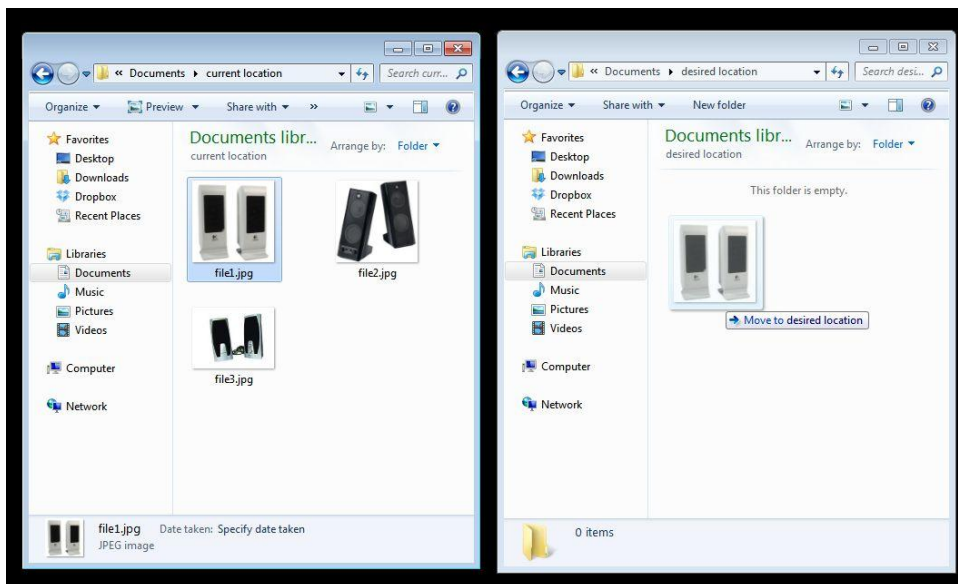 « Documents ▸ current location
Search curr...
Organize
Preview
Share with
»
Favorites
Desktop
Downloads
Dropbox
Recent Places
Libraries
Documents
Music
Pictures
Videos
Computer
Network
Documents libr...
current location
Arrange by: Folder
file1.jpg
file2.jpg
file3.jpg
file1.jpg Date taken: Specify date taken
JPEG image
« Documents ▸ desired location
Search desi...
Organize
Share with
New folder
Favorites
Desktop
Downloads
Dropbox
Recent Places
Libraries
Documents
Music
Pictures
Videos
Computer
Network
Documents libr...
desired location
Arrange by: Folder
This folder is empty.
Move to desired location
0 items